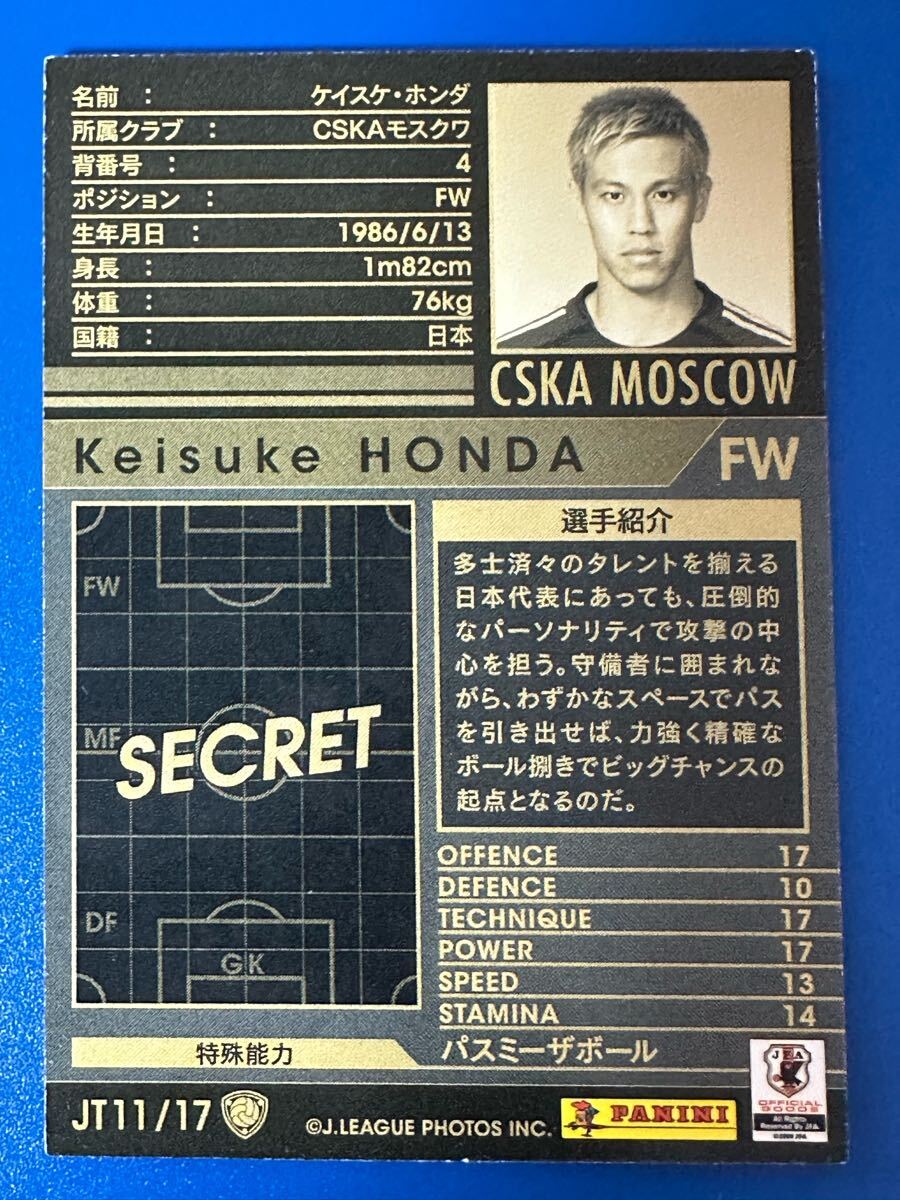 名前 : ケイスケ・ホンダ
所属クラブ : CSKAモスクワ
背番号 : 4
ポジション : FW
生年月日 : 1986/6/13
身長 : 1m82cm
体重 : 76kg
国籍 : 日本
CSKA MOSCOW
Keisuke HONDA
FW
FW
MF
SECRET
DF
GK
選手紹介
多士済々のタレントを揃える
日本代表にあっても、圧倒的
なパーソナリティで攻撃の中
心を担う。守備者に囲まれな
がら、わずかなスペースでパス
を引き出せば、力強く精確な
ボール捌きでビッグチャンスの
起点となるのだ。
OFFENCE 17
DEFENCE 10
TECHNIQUE 17
POWER 17
SPEED 13
STAMINA 14
特殊能力 パスミーザボール
JT11/17
©J.LEAGUE PHOTOS INC.
PANINI
JFA
OFFICIAL
GOODS
All Rights
Reserved By JFA